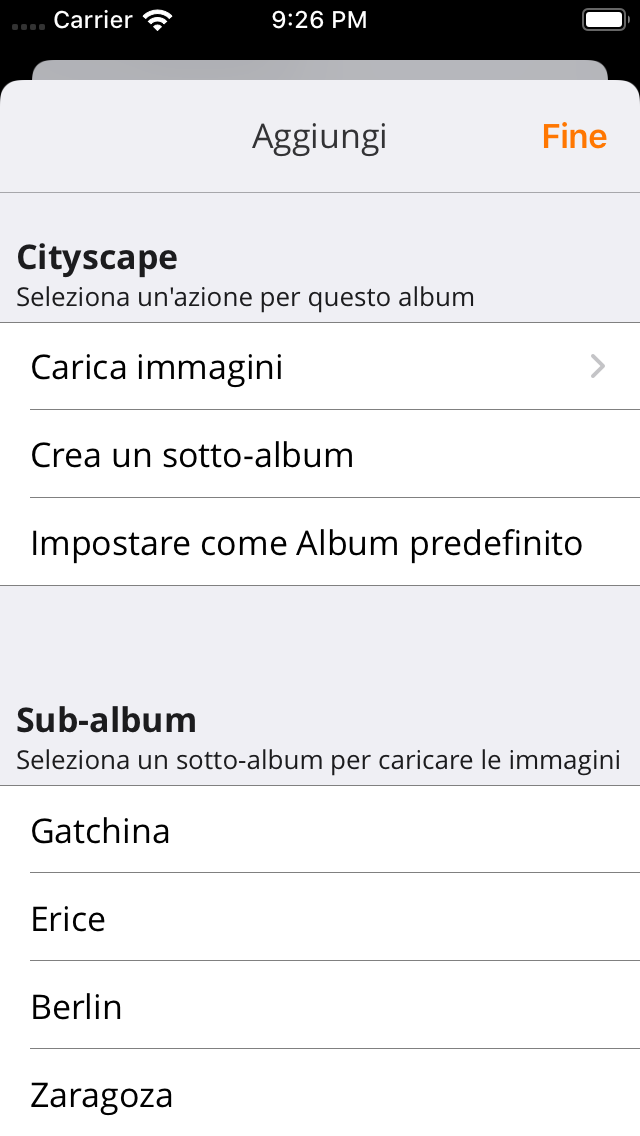 Carrier 9:26 PM
Aggiungi Fine
Cityscape
Seleziona un'azione per questo album
Carica immagini
Crea un sotto-album
Impostare come Album predefinito
Sub-album
Seleziona un sotto-album per caricare le immagini
Gatchina
Erice
Berlin
Zaragoza